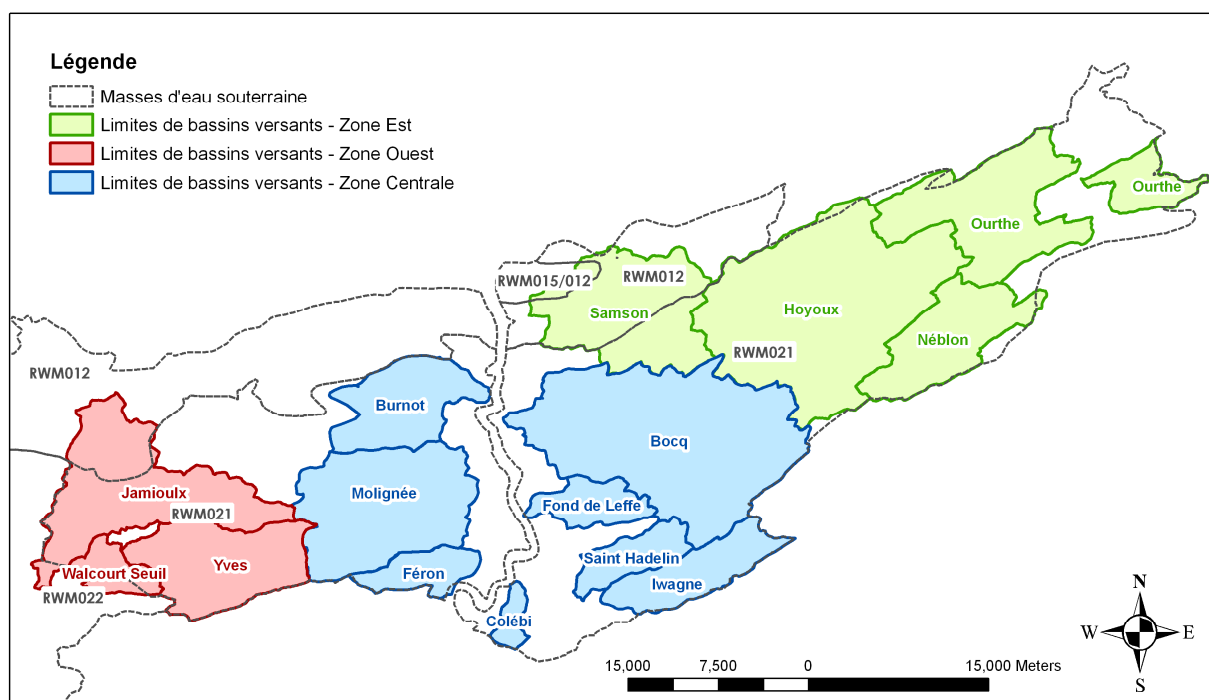 Légende
Masses d'eau souterraine
Limites de bassins versants - Zone Est
Limites de bassins versants - Zone Ouest
Limites de bassins versants - Zone Centrale
Ourthe
Ourthe
RWM015/012
RWM012
Samson
Hoyoux
Néblon
RWM021
RWM012
Burnot
Bocq
Jamioulx
Molignée
Fond de Leffe
RWM021
Saint Hadelin
Walcourt Seuil
Yves
Féron
Iwagne
RWM022
Colébi
N
W
E
S
15,000
7,500
0
15,000 Meters